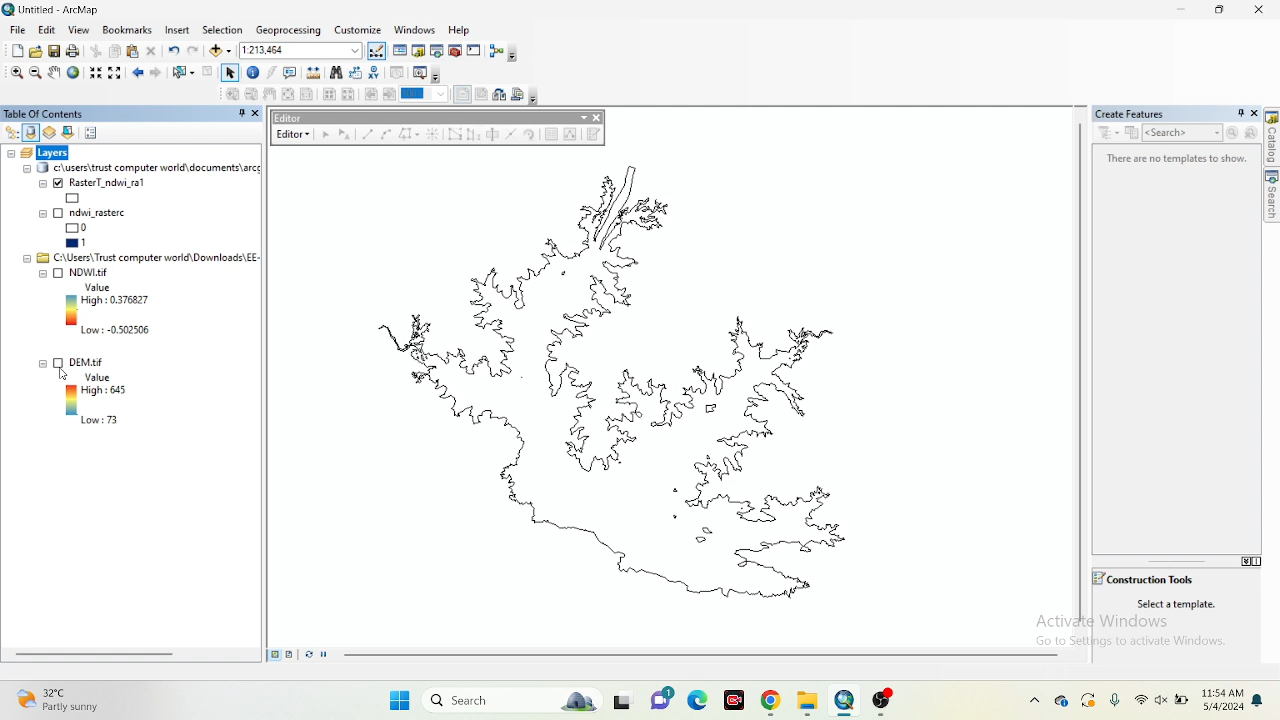 Untitled - ArcMap
File Edit View Bookmarks Insert Selection Geoprocessing Customize Windows Help
1:213,464
Table Of Contents
Editor
Editor
Create Features
<Search>
There are no templates to show.
Catalog
Search
Layers
c:\users\trust computer world\documents\arcg
RasterT_ndwi_ra1
ndwi_rasterc
0
1
C:\Users\Trust computer world\Downloads\EE-
NDWI.tif
Value
High : 0.376827
Low : -0.502506
DEM.tif
Value
High : 645
Low : 73
Construction Tools
Select a template.
Activate Windows
Go to Settings to activate Windows.
32°C
Partly sunny
Search
1
11:54 AM
5/4/2024